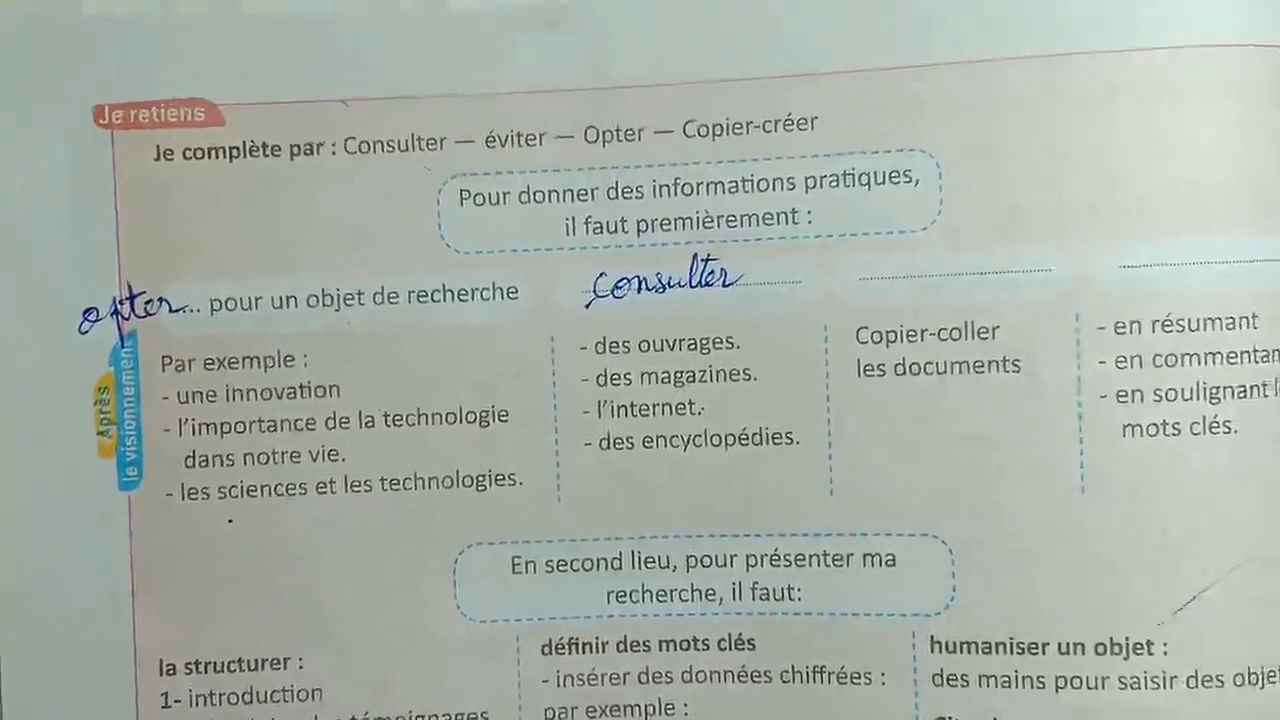 Je retiens
Je complète par : Consulter — éviter — Opter — Copier-créer
Pour donner des informations pratiques,
il faut premièrement :
opter... pour un objet de recherche
consulter
Par exemple :
- une innovation
- l'importance de la technologie
dans notre vie.
- les sciences et les technologies.
- des ouvrages.
- des magazines.
- l'internet.
- des encyclopédies.
Copier-coller
les documents
- en résumant
- en commentan
- en soulignant l
mots clés.
Après
le visionnement
En second lieu, pour présenter ma
recherche, il faut:
la structurer :
1- introduction
témoignages
définir des mots clés
- insérer des données chiffrées :
par exemple :
humaniser un objet :
des mains pour saisir des obje